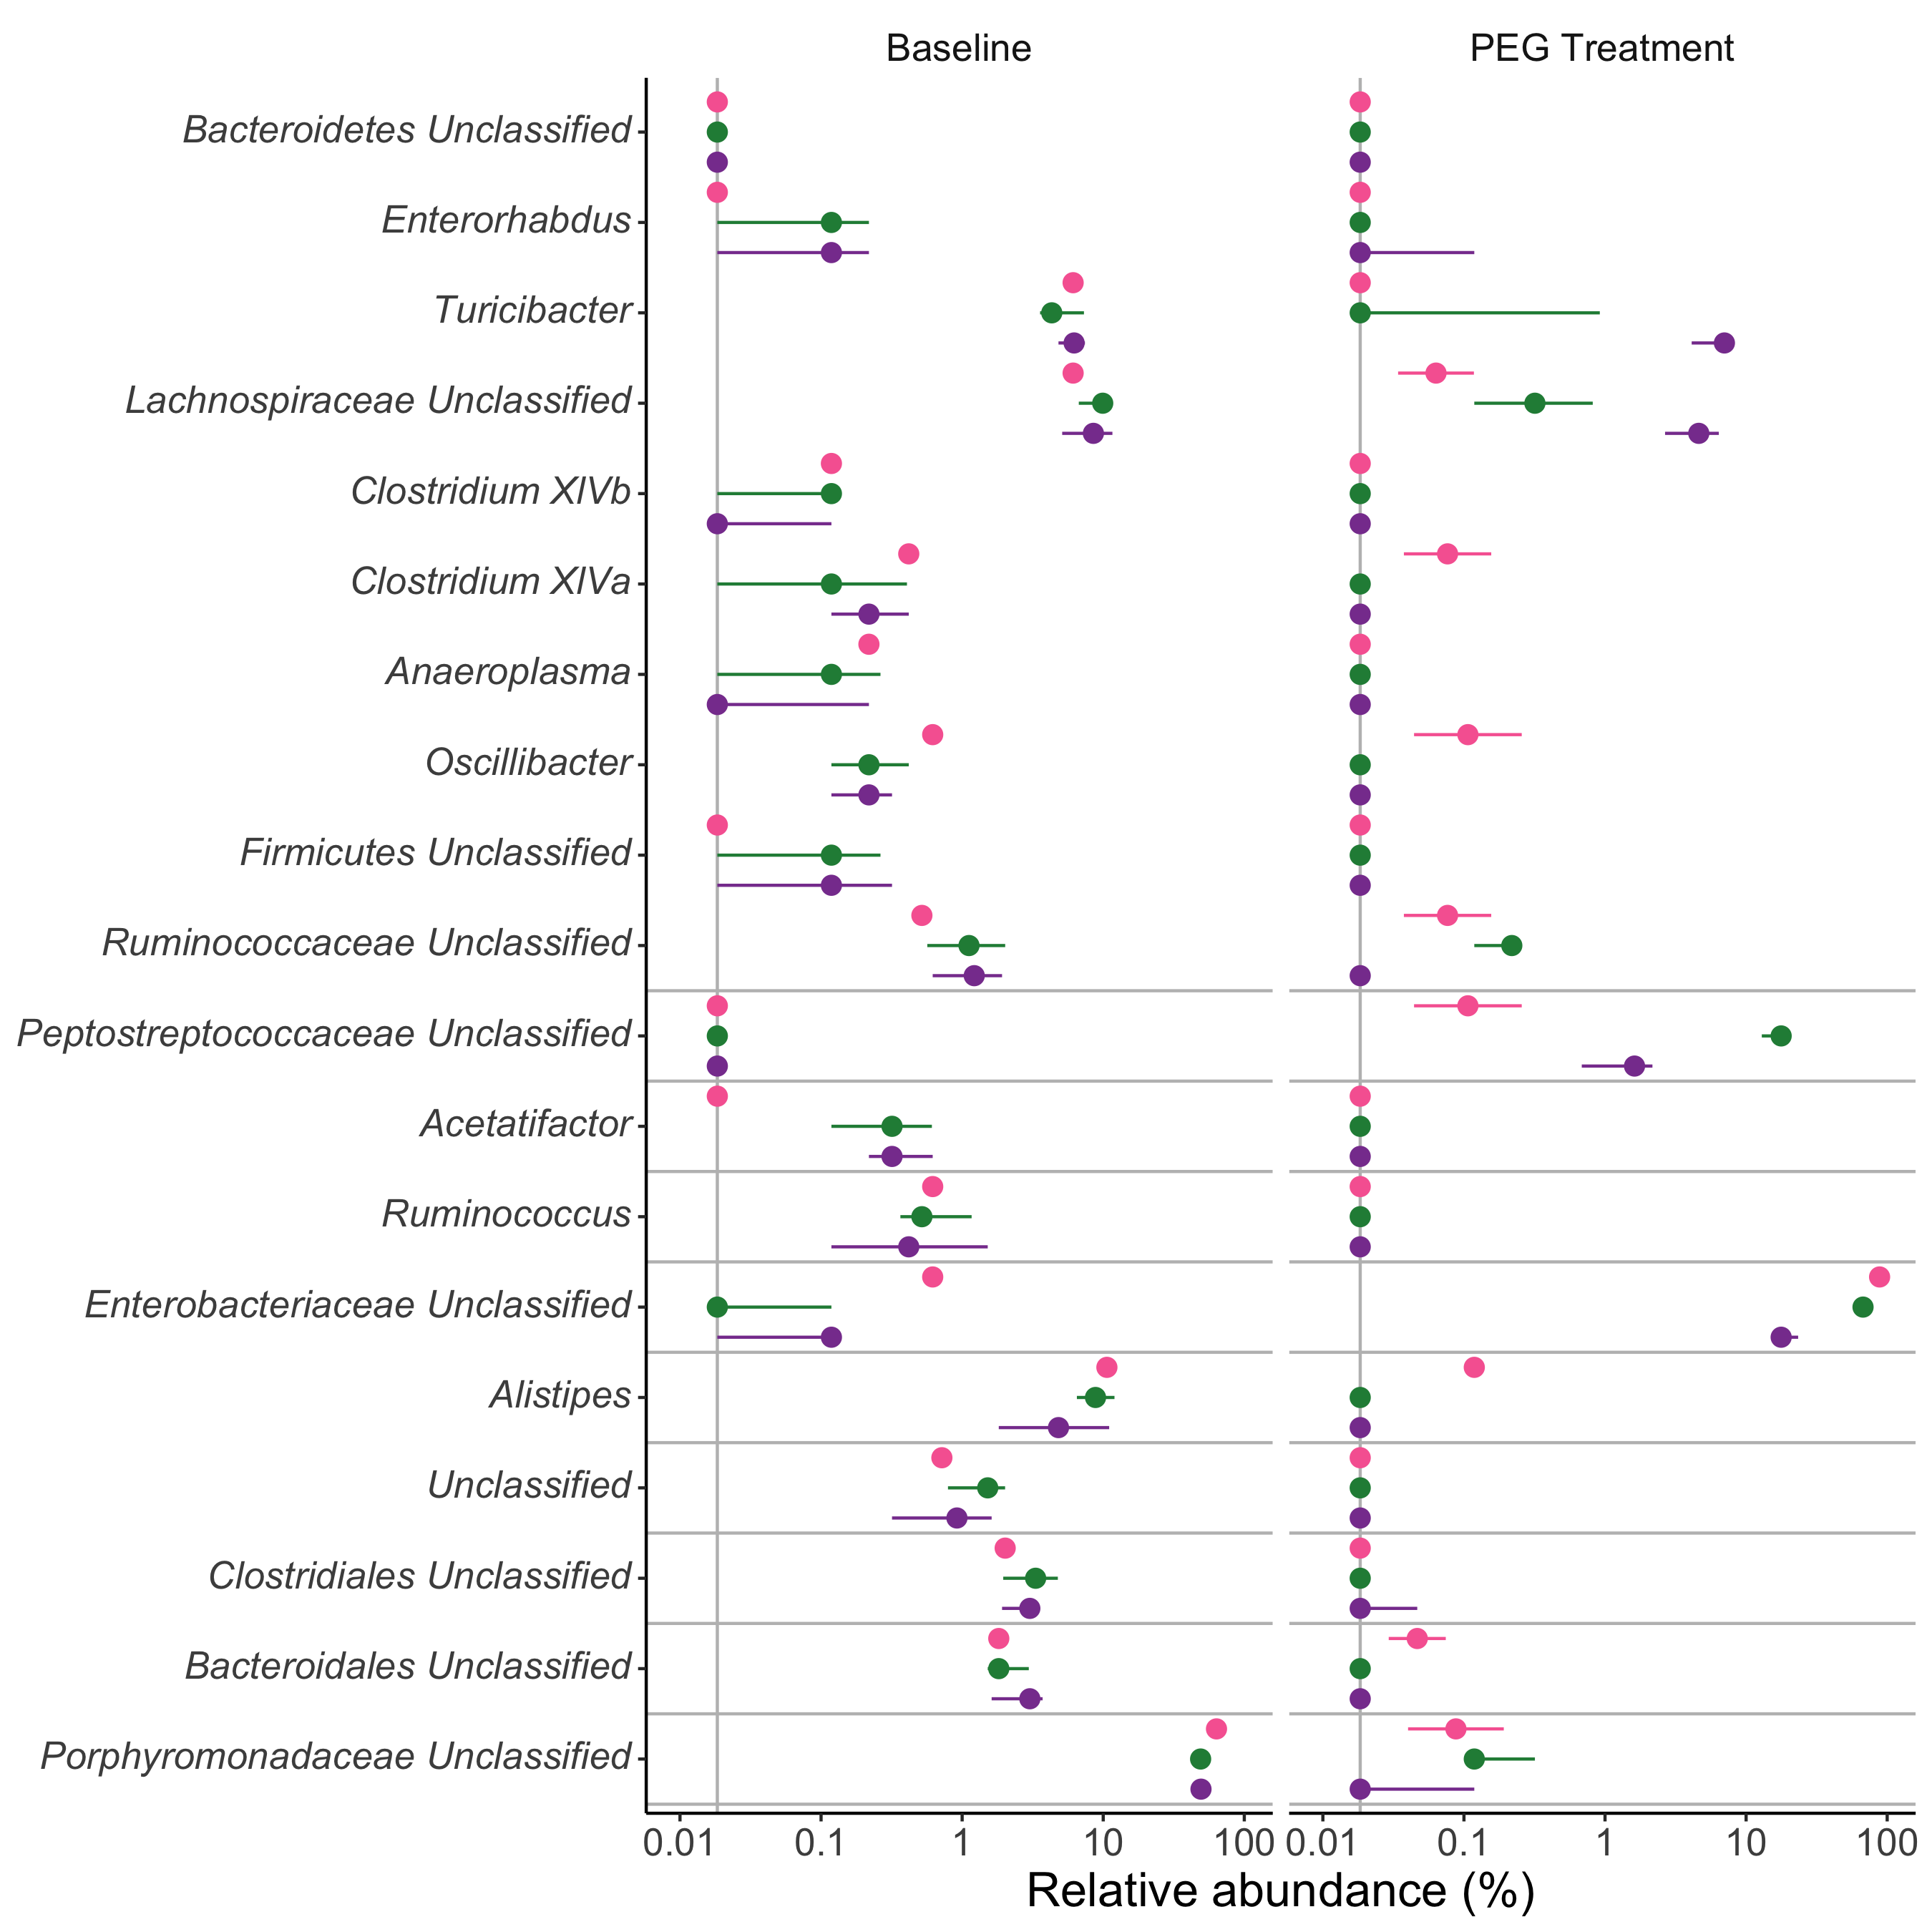 Baseline
PEG Treatment
Bacteroidetes Unclassified
Enterorhabdus
Turicibacter
Lachnospiraceae Unclassified
Clostridium XlVb
Clostridium XlVa
Anaeroplasma
Oscillibacter
Firmicutes Unclassified
Ruminococcaceae Unclassified
Peptostreptococcaceae Unclassified
Acetatifactor
Ruminococcus
Enterobacteriaceae Unclassified
Alistipes
Unclassified
Clostridiales Unclassified
Bacteroidales Unclassified
Porphyromonadaceae Unclassified
0.01 0.1 1 10 100 0.01 0.1 1 10 100
Relative abundance (%)